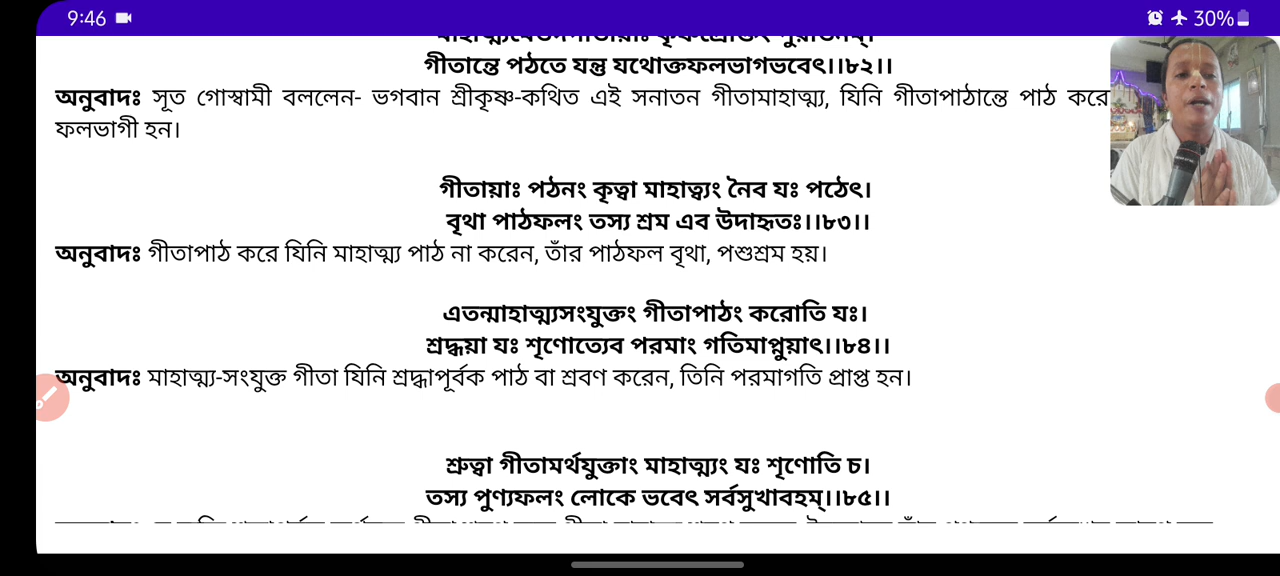 9:46 30%
গীতান্তে পঠতে যন্তু যথোক্তফলভাগভবেৎ।।৮২।।
অনুবাদঃ সূত গোস্বামী বললেন- ভগবান শ্রীকৃষ্ণ-কথিত এই সনাতন গীতামাহাত্ম্য, যিনি গীতাপাঠান্তে পাঠ করে
ফলভাগী হন।
গীতায়াঃ পঠনং কৃত্বা মাহাত্ম্যং নৈব যঃ পঠেৎ।
বৃথা পাঠফলং তস্য শ্রম এব উদাহৃতঃ।।৮৩।।
অনুবাদঃ গীতাপাঠ করে যিনি মাহাত্ম্য পাঠ না করেন, তাঁর পাঠফল বৃথা, পশুশ্রম হয়।
এতন্মাহাত্ম্যসংযুক্তং গীতাপাঠং করোতি যঃ।
শ্রদ্ধয়া যঃ শৃণোত্যেব পরমাং গতিমাপ্নুয়াৎ।।৮৪।।
অনুবাদঃ মাহাত্ম্য-সংযুক্ত গীতা যিনি শ্রদ্ধাপূর্বক পাঠ বা শ্রবণ করেন, তিনি পরমাগতি প্রাপ্ত হন।
শ্রুত্বা গীতামর্থযুক্তাং মাহাত্ম্যং যঃ শৃণোতি চ।
তস্য পুণ্যফলং লোকে ভবেৎ সর্বসুখাবহম্।।৮৫।।